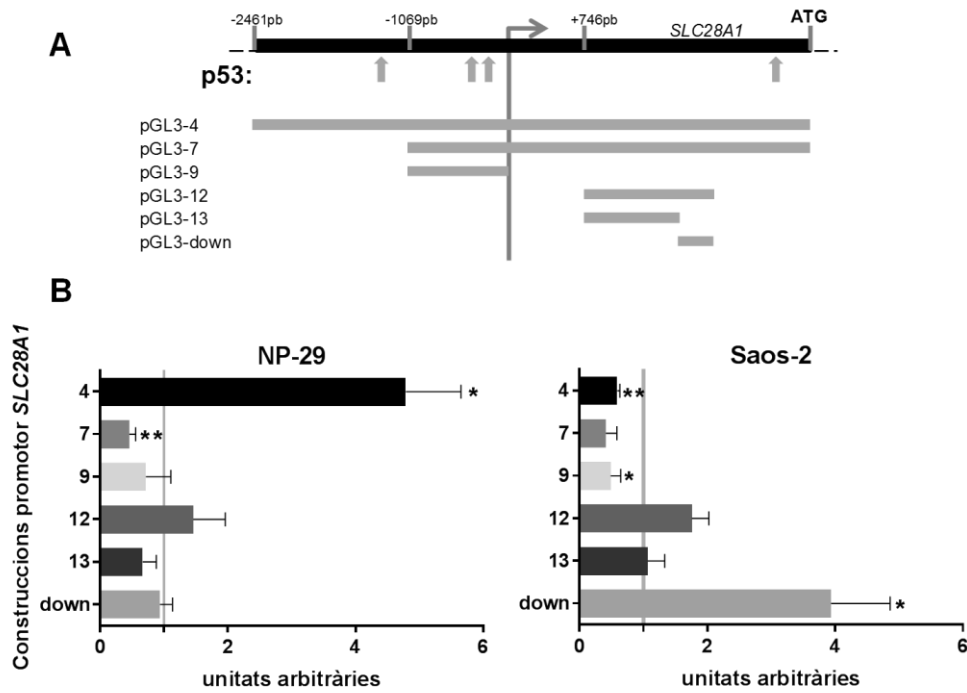 A
-2461pb -1069pb +746pb SLC28A1 ATG
p53:
pGL3-4
pGL3-7
pGL3-9
pGL3-12
pGL3-13
pGL3-down
B
Construccions promotor SLC28A1
NP-29
4 *
7 **
9
12
13
down
0 2 4 6
unitats arbitràries
Saos-2
4 **
7
9 *
12
13
down *
0 2 4 6
unitats arbitràries